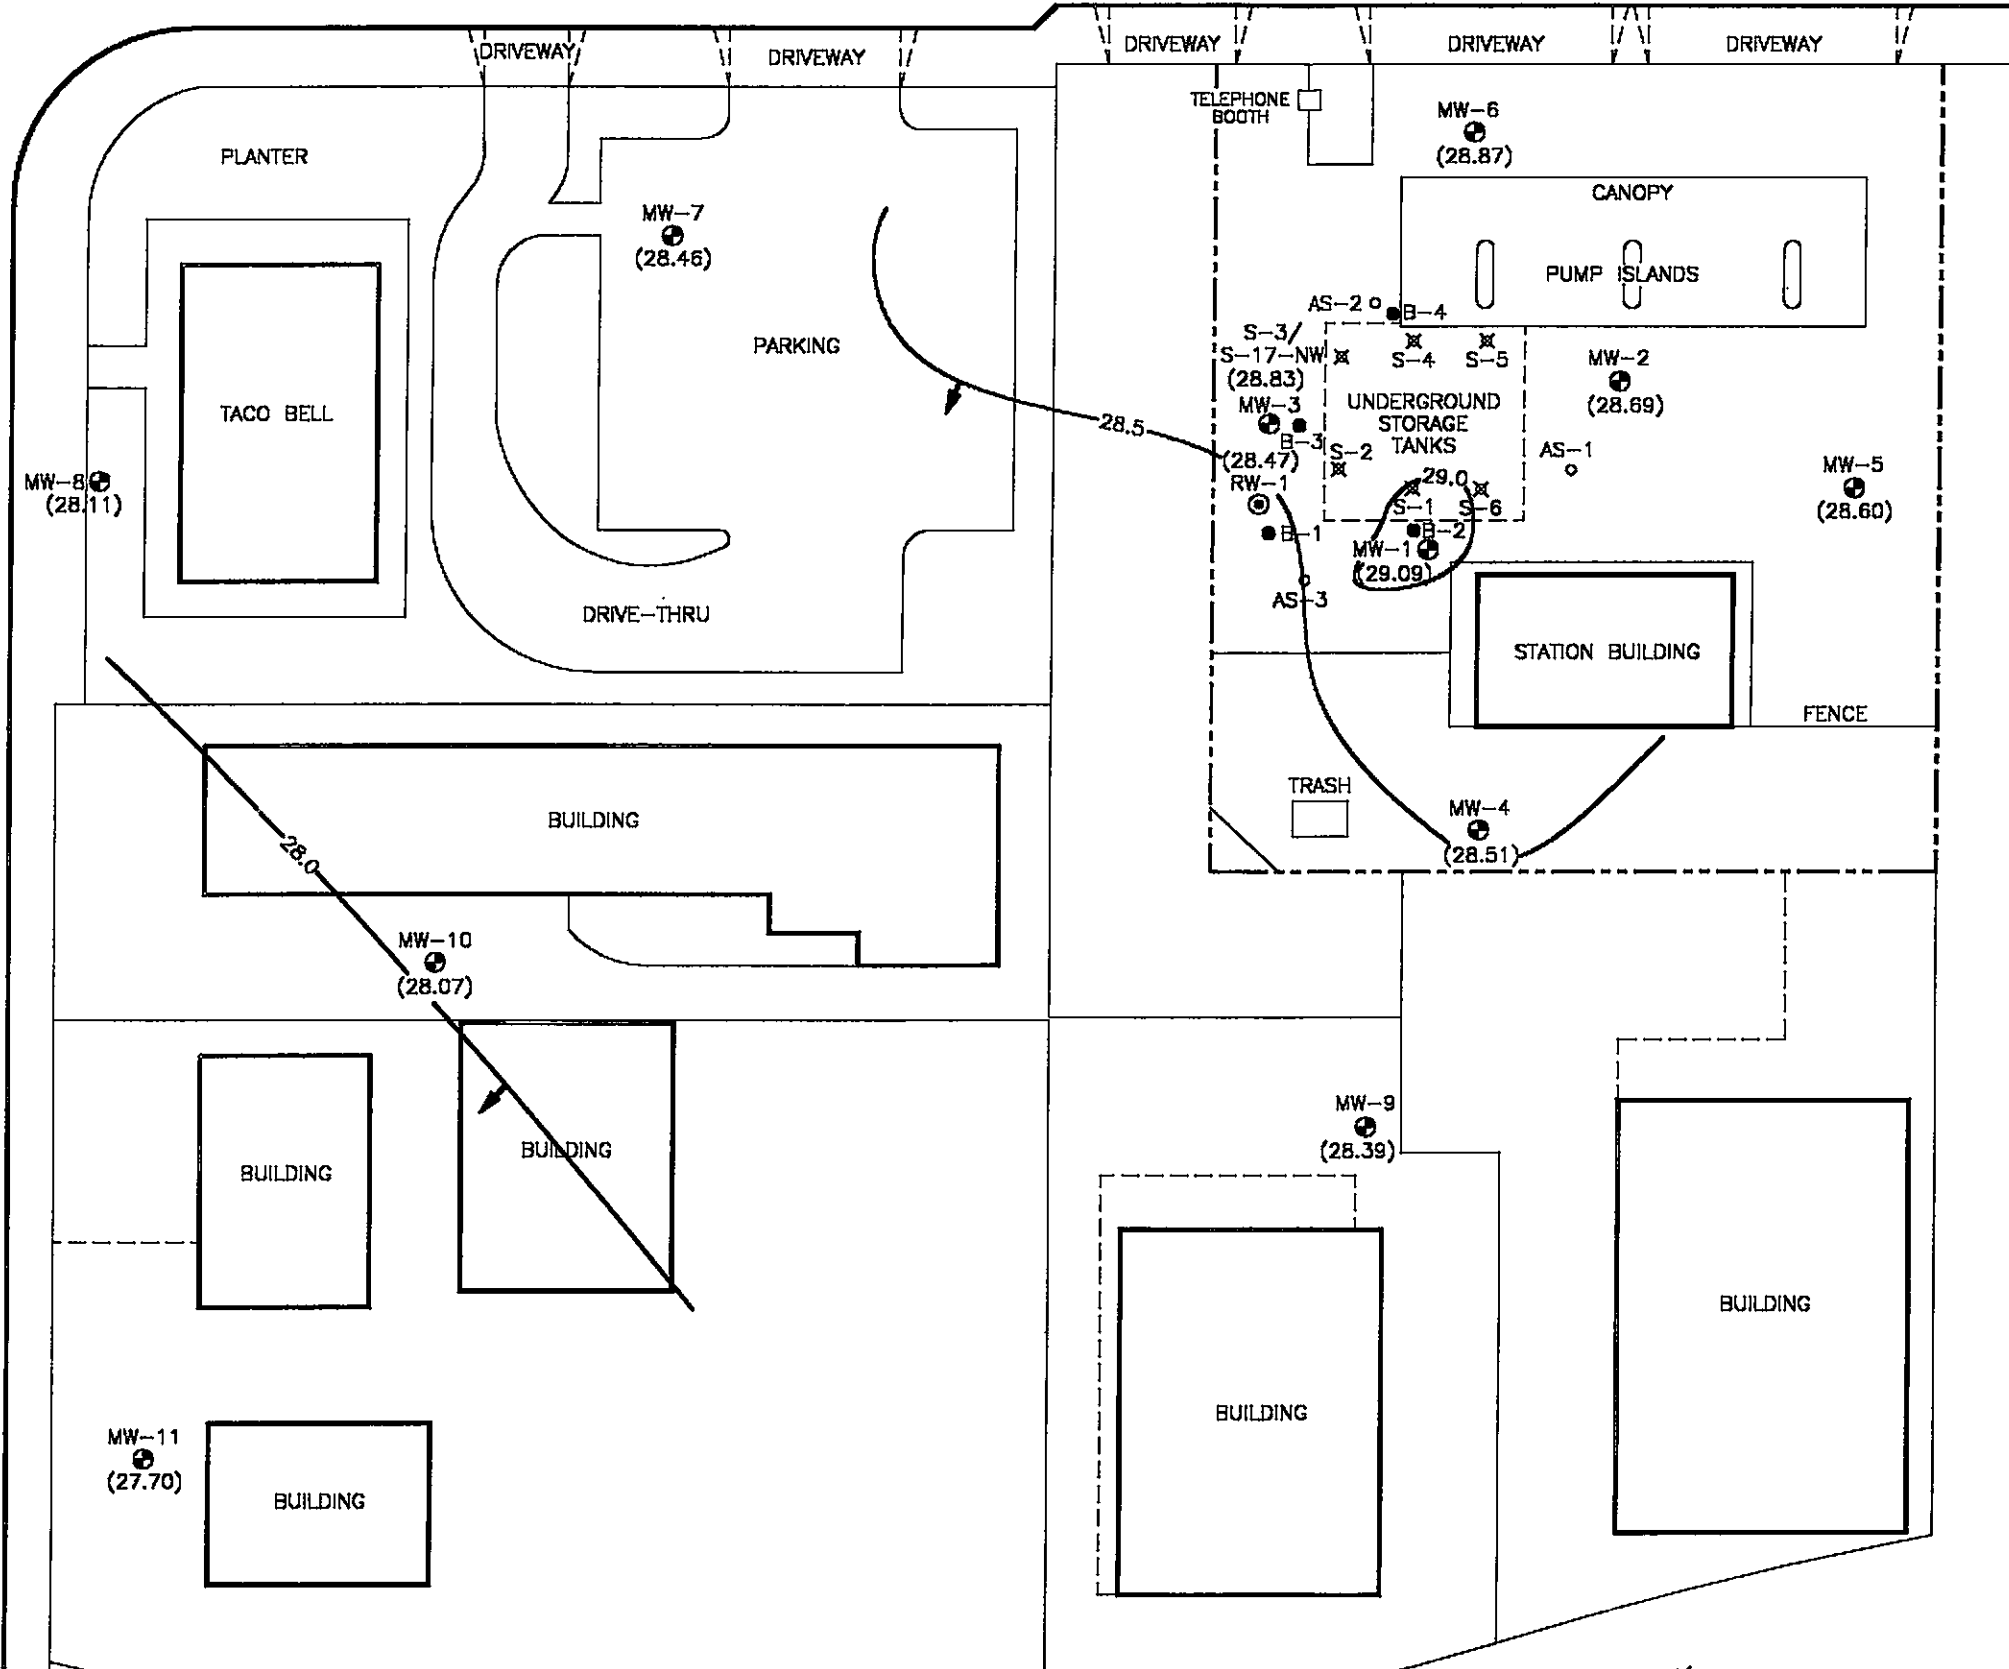 DRIVEWAY
DRIVEWAY
DRIVEWAY
DRIVEWAY
DRIVEWAY
TELEPHONE
BOOTH
MW-6
(28.87)
PLANTER
CANOPY
MW-7
(28.46)
PUMP ISLANDS
AS-2
B-4
PARKING
S-3/
S-17-NW
(28.83)
S-4
S-5
MW-2
(28.69)
MW-3
B-3
UNDERGROUND
STORAGE
TANKS
TACO BELL
28.5
(28.47)
RW-1
S-2
AS-1
MW-5
(28.60)
MW-8
(28.11)
29.0
S-1
S-6
B-1
B-2
MW-1
(29.09)
AS-3
DRIVE-THRU
STATION BUILDING
FENCE
TRASH
MW-4
(28.51)
BUILDING
28.0
MW-10
(28.07)
MW-9
(28.39)
BUILDING
BUILDING
BUILDING
BUILDING
MW-11
(27.70)
BUILDING